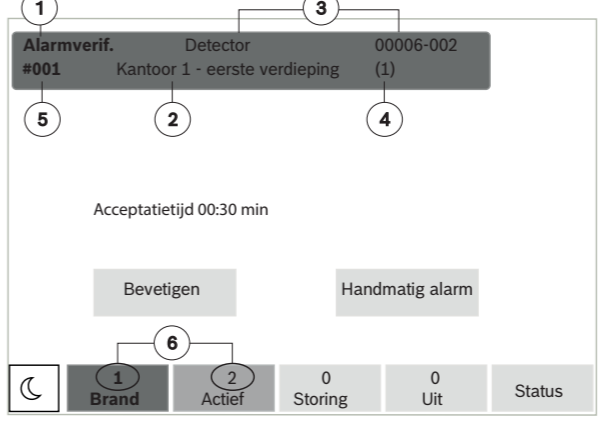 1 3
Alarmverif. Detector 00006-002
#001 Kantoor 1 - eerste verdieping (1)
5 2 4
Acceptatietijd 00:30 min
Bevetigen Handmatig alarm
6
1 2 0 0
Brand Actief Storing Uit Status